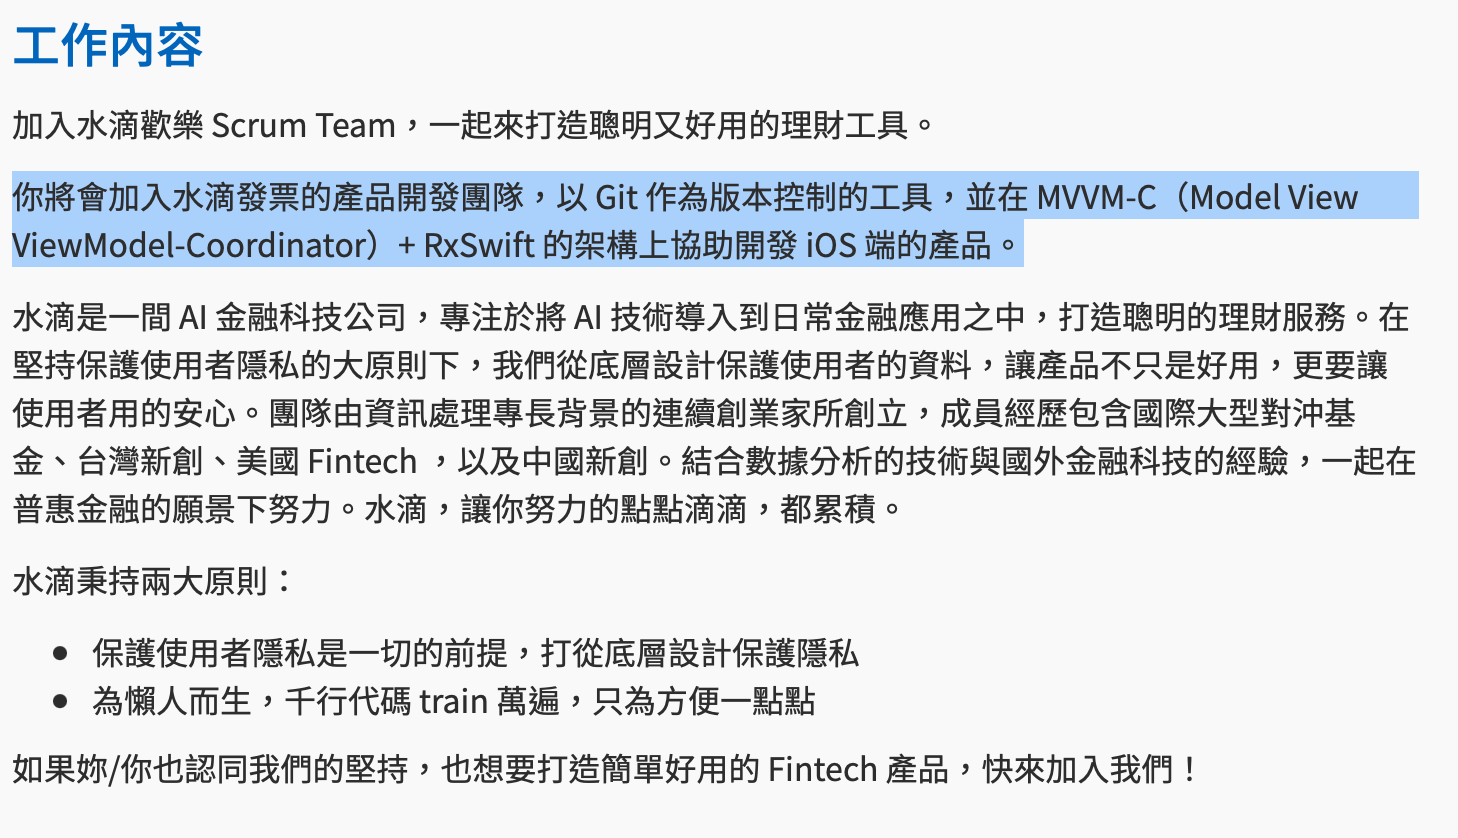 工作內容
加入水滴歡樂 Scrum Team，一起來打造聰明又好用的理財工具。
你將會加入水滴發票的產品開發團隊，以 Git 作為版本控制的工具，並在 MVVM-C（Model View
ViewModel-Coordinator）+ RxSwift 的架構上協助開發 iOS 端的產品。
水滴是一間 AI 金融科技公司，專注於將 AI 技術導入到日常金融應用之中，打造聰明的理財服務。在
堅持保護使用者隱私的大原則下，我們從底層設計保護使用者的資料，讓產品不只是好用，更要讓
使用者用的安心。團隊由資訊處理專長背景的連續創業家所創立，成員經歷包含國際大型對沖基
金、台灣新創、美國 Fintech ，以及中國新創。結合數據分析的技術與國外金融科技的經驗，一起在
普惠金融的願景下努力。水滴，讓你努力的點點滴滴，都累積。
水滴秉持兩大原則：
● 保護使用者隱私是一切的前提，打從底層設計保護隱私
● 為懶人而生，千行代碼 train 萬遍，只為方便一點點
如果妳/你也認同我們的堅持，也想要打造簡單好用的 Fintech 產品，快來加入我們！